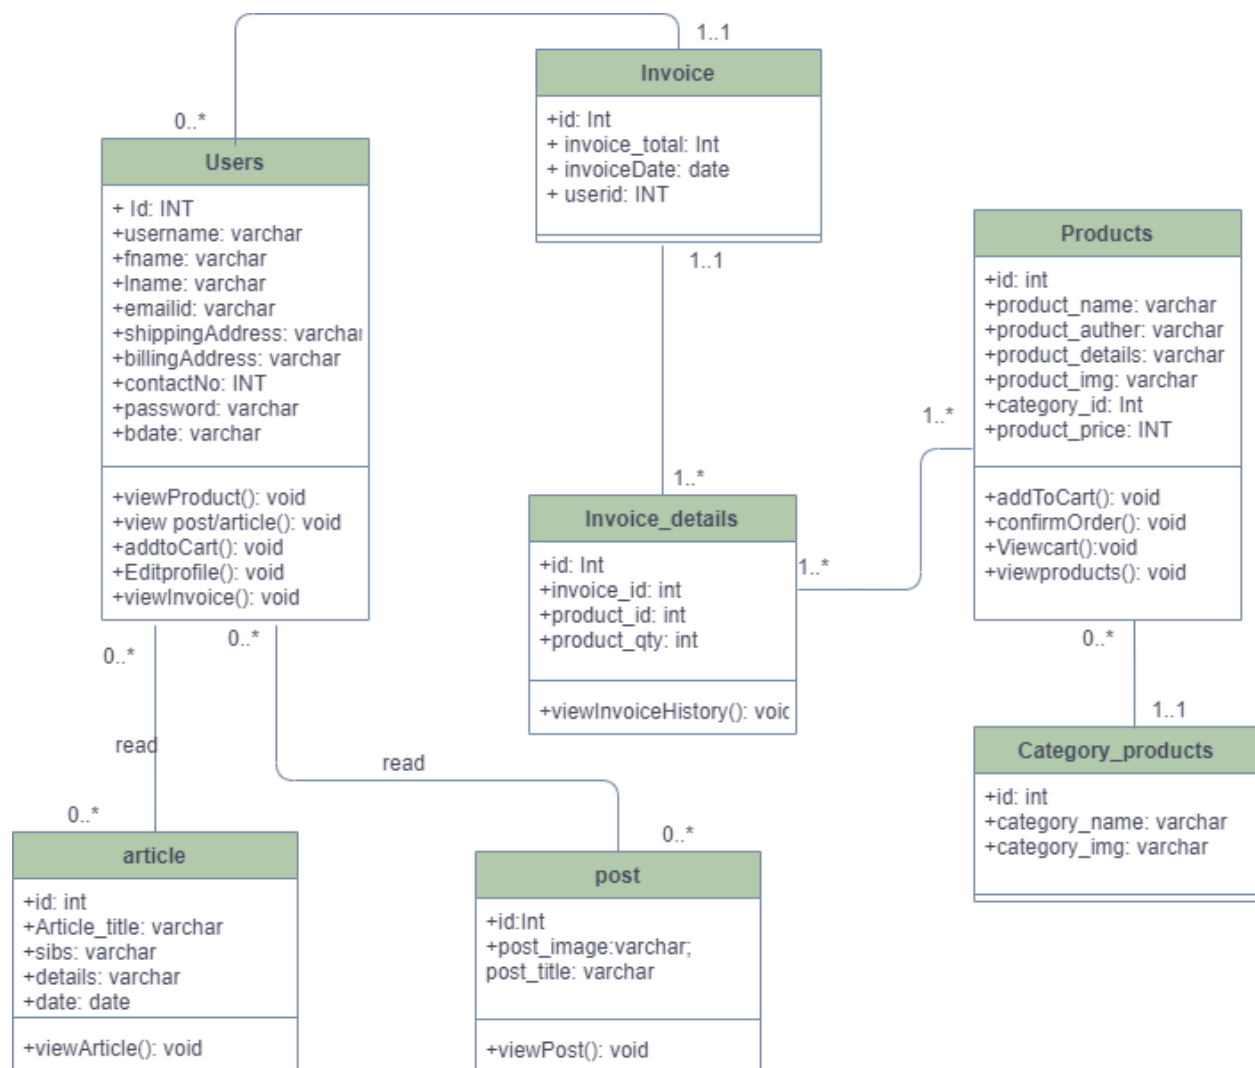 1..1
Invoice
+id: Int
+ invoice_total: Int
+ invoiceDate: date
+ userid: INT
0..*
Users
+ Id: INT
+username: varchar
+fname: varchar
+lname: varchar
+emailid: varchar
+shippingAddress: varchar
+billingAddress: varchar
+contactNo: INT
+password: varchar
+bdate: varchar
+viewProduct(): void
+view post/article(): void
+addtoCart(): void
+Editprofile(): void
+viewInvoice(): void
1..1
Products
+id: int
+product_name: varchar
+product_auther: varchar
+product_details: varchar
+product_img: varchar
+category_id: Int
+product_price: INT
+addToCart(): void
+confirmOrder(): void
+Viewcart():void
+viewproducts(): void
1..*
1..*
Invoice_details
+id: Int
+invoice_id: int
+product_id: int
+product_qty: int
+viewInvoiceHistory(): void
1..*
0..*
0..*
0..*
1..1
Category_products
+id: int
+category_name: varchar
+category_img: varchar
read
read
0..*
article
+id: int
+Article_title: varchar
+sibs: varchar
+details: varchar
+date: date
+viewArticle(): void
0..*
post
+id:Int
+post_image:varchar;
post_title: varchar
+viewPost(): void